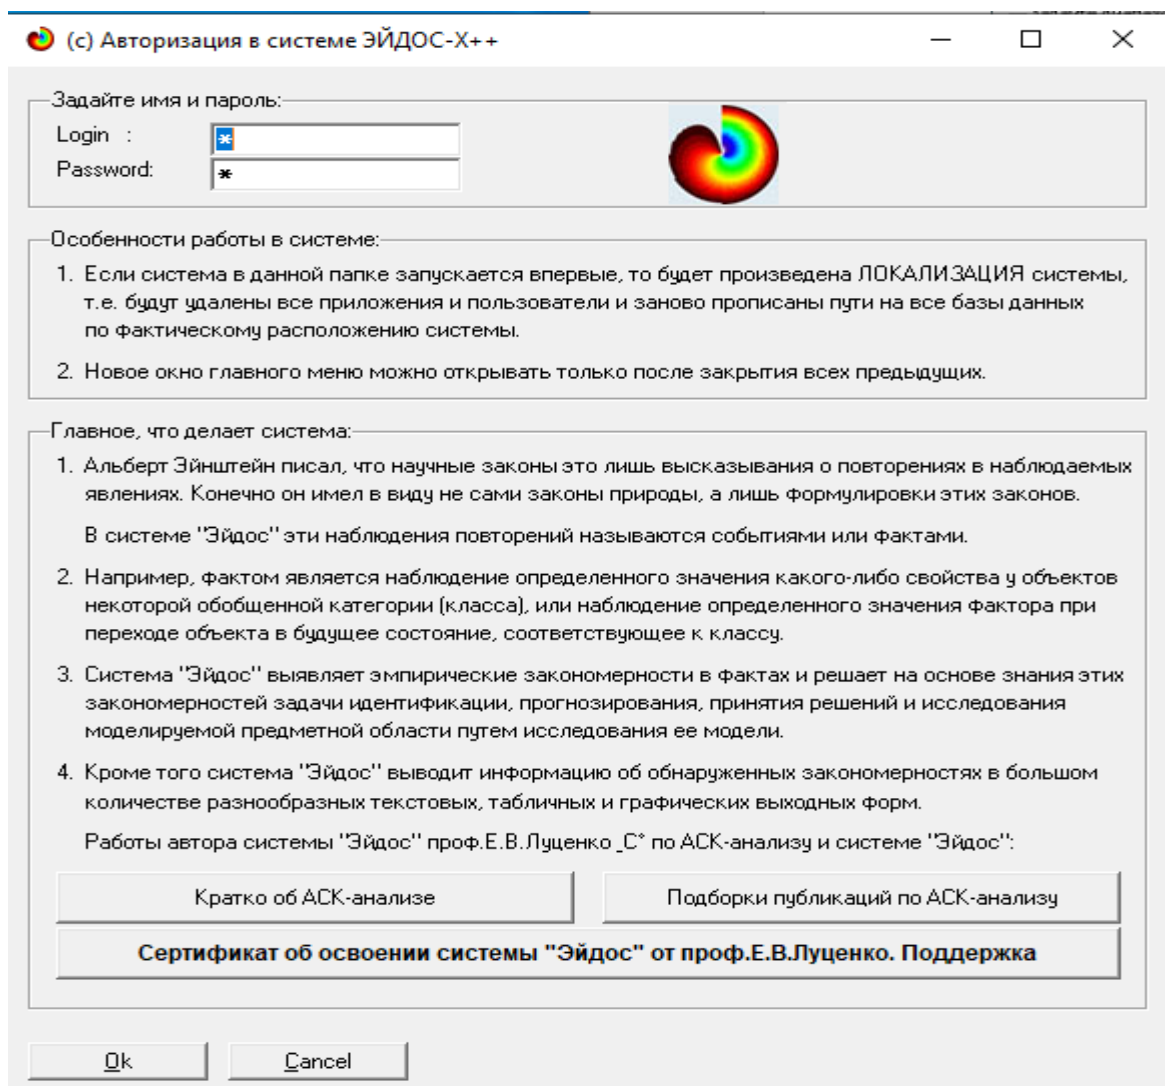 (c) Авторизация в системе ЭЙДОС-X++
Задайте имя и пароль:
Login :
*
Password:
*
Особенности работы в системе:
1. Если система в данной папке запускается впервые, то будет произведена ЛОКАЛИЗАЦИЯ системы,
т.е. будут удалены все приложения и пользователи и заново прописаны пути на все базы данных
по фактическому расположению системы.
2. Новое окно главного меню можно открывать только после закрытия всех предыдущих.
Главное, что делает система:
1. Альберт Эйнштейн писал, что научные законы это лишь высказывания о повторениях в наблюдаемых
явлениях. Конечно он имел в виду не сами законы природы, а лишь формулировки этих законов.
В системе "Эйдос" эти наблюдения повторений называются событиями или фактами.
2. Например, фактом является наблюдение определенного значения какого-либо свойства у объектов
некоторой обобщенной категории (класса), или наблюдение определенного значения фактора при
переходе объекта в будущее состояние, соответствующее к классу.
3. Система "Эйдос" выявляет эмпирические закономерности в фактах и решает на основе знания этих
закономерностей задачи идентификации, прогнозирования, принятия решений и исследования
моделируемой предметной области путем исследования ее модели.
4. Кроме того система "Эйдос" выводит информацию об обнаруженных закономерностях в большом
количестве разнообразных текстовых, табличных и графических выходных форм.
Работы автора системы "Эйдос" проф.Е.В.Луценко _С° по АСК-анализу и системе "Эйдос":
Кратко об АСК-анализе
Подборки публикаций по АСК-анализу
Сертификат об освоении системы "Эйдос" от проф.Е.В.Луценко. Поддержка
Ok
Cancel